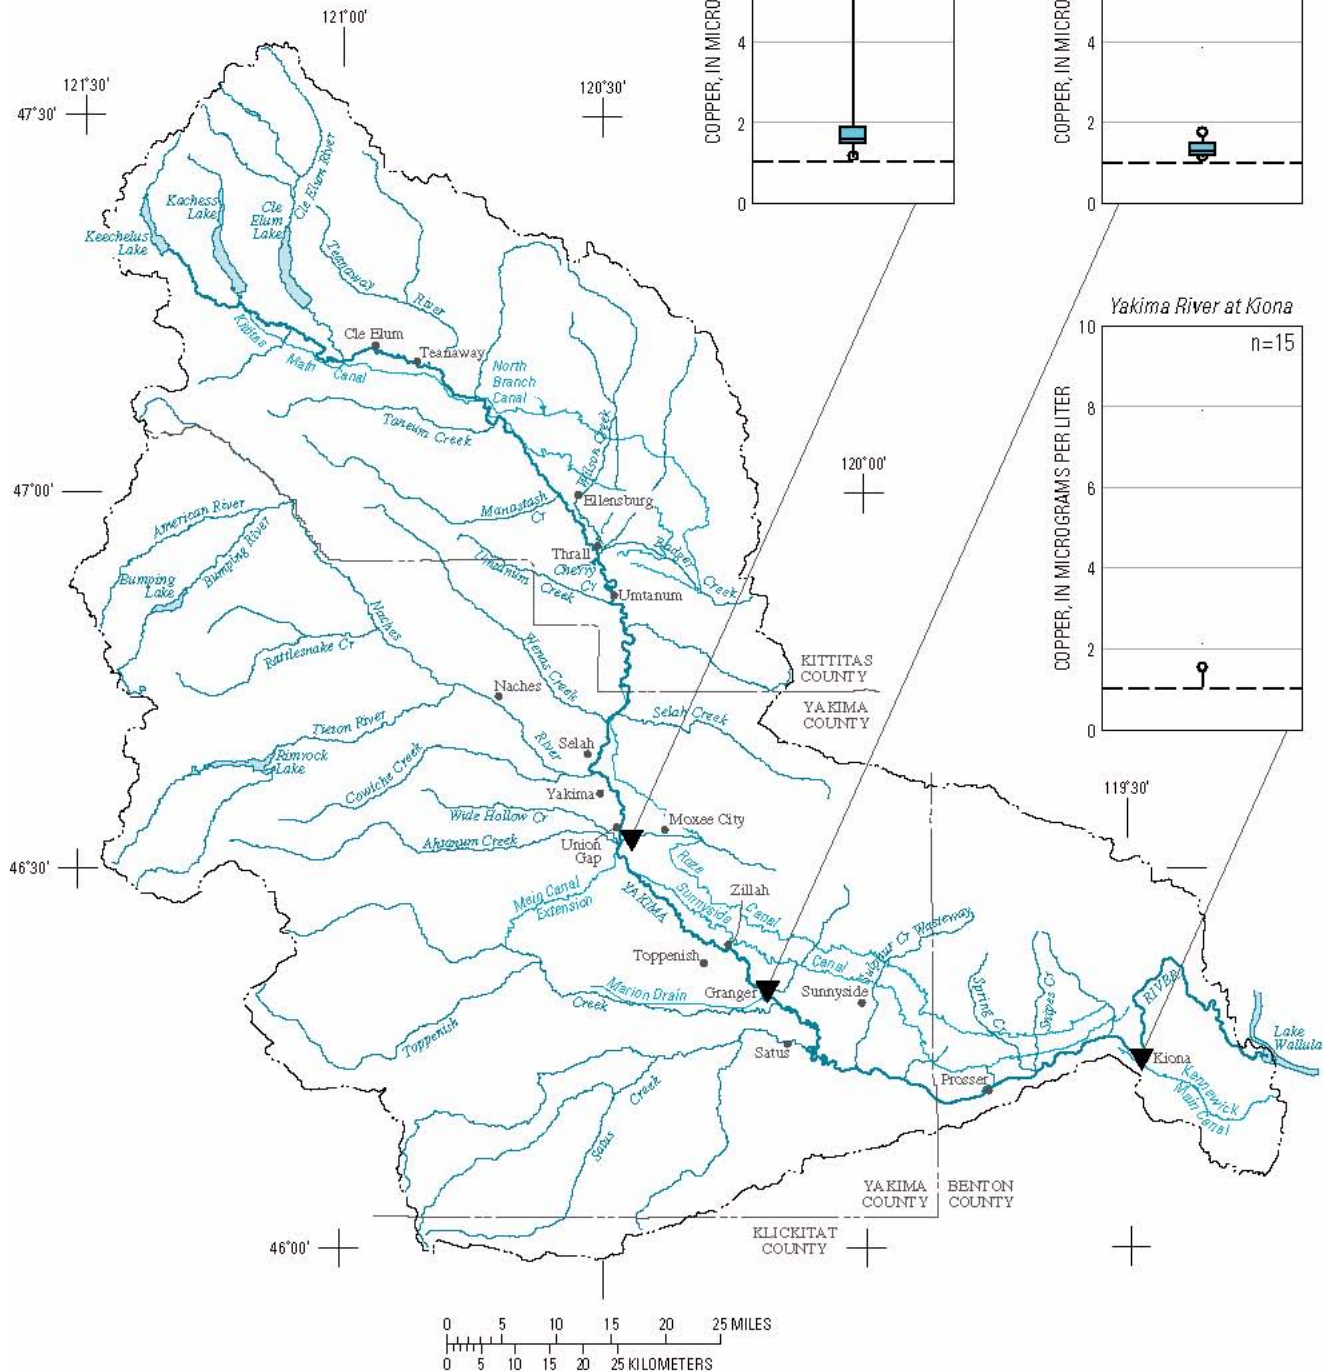 121°00'
121°30'
47°30'
120°30'
COPPER, IN MICRO
4
2
0
COPPER, IN MICRO
4
2
0
Cle Elum River
Kachess
Lake
Cle
Elum
Lake
Keechelus
Lake
Teanaway
River
Yakima River at Kiona
10
n=15
8
6
4
2
0
COPPER, IN MICROGRAMS PER LITER
Kittitas
Main
Canal
Cle Elum
Teanaway
North
Branch
Canal
Taneum Creek
Wilson Creek
120°00'
47°00'
Ellensburg
Manastash
Cr
American River
Bumping River
Bumping
Lake
Thrall
Cherry
Cr
Badger
Creek
Umtanum
Creek
Umtanum
Naches
Rattlesnake Cr
Wenas Creek
KITTITAS
COUNTY
YAKIMA
COUNTY
Naches
Selah Creek
Tieton River
Rimrock
Lake
River
Selah
Cowiche Creek
Yakima
119°30'
Wide Hollow Cr
Moxee City
Ahtanum Creek
Union
Gap
46°30'
Roza
Canal
Main Canal
Extension
YAKIMA
Sunnyside
Canal
Zillah
Sulphur Cr Wasteway
Toppenish
Marion Drain
Granger
Sunnyside
Spring Cr
Snipes Cr
RIVER
Creek
Toppenish
Satus
Lake
Wallula
Kiona
Prosser
Kennewick
Main Canal
Creek
Satus
YAKIMA
COUNTY
BENTON
COUNTY
KLICKITAT
COUNTY
46°00'
0 5 10 15 20 25 MILES
0 5 10 15 20 25 KILOMETERS